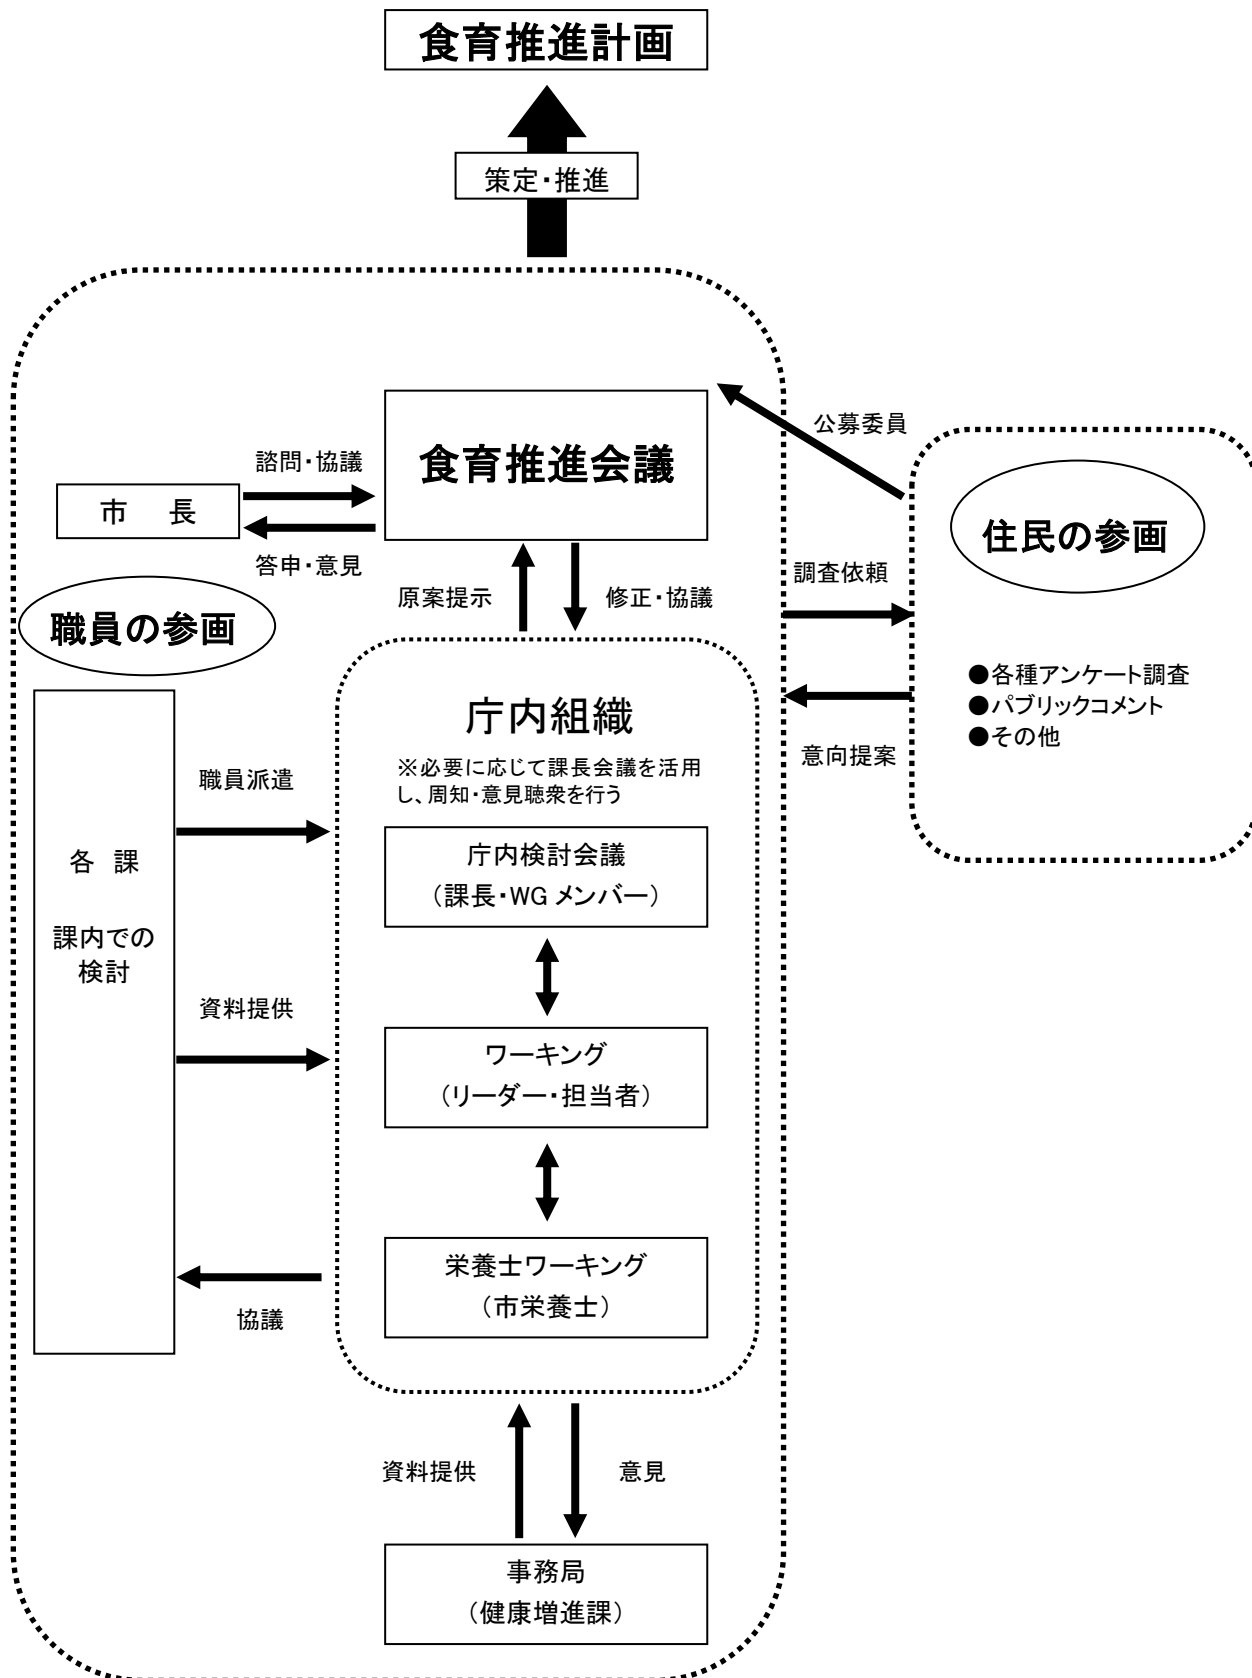 食育推進計画
策定・推進
公募委員
食育推進会議
諮問・協議
市　長
答申・意見
住民の参画
調査依頼
原案提示
修正・協議
職員の参画
●各種アンケート調査
●パブリックコメント
●その他
意向提案
庁内組織
※必要に応じて課長会議を活用
し、周知・意見聴衆を行う
職員派遣
各　課
課内での
検討
庁内検討会議
（課長・WG メンバー）
資料提供
ワーキング
（リーダー・担当者）
栄養士ワーキング
（市栄養士）
協議
資料提供
意見
事務局
（健康増進課）